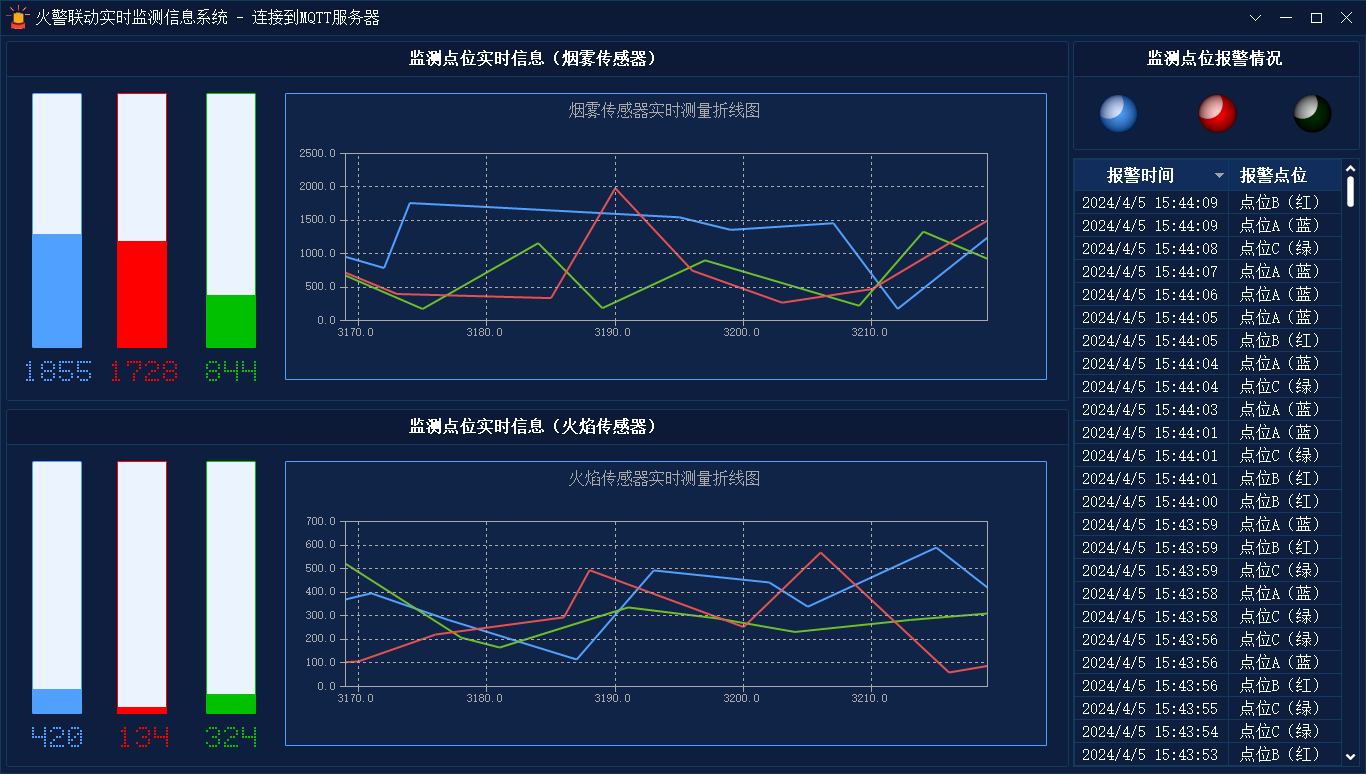 火警联动实时监测信息系统 - 连接到MQTT服务器
监测点位实时信息（烟雾传感器）
1855 1728 844
烟雾传感器实时测量折线图
2500.0
2000.0
1500.0
1000.0
500.0
0.0
3170.0 3180.0 3190.0 3200.0 3210.0
监测点位实时信息（火焰传感器）
420 134 324
火焰传感器实时测量折线图
700.0
600.0
500.0
400.0
300.0
200.0
100.0
0.0
3170.0 3180.0 3190.0 3200.0 3210.0
监测点位报警情况
报警时间 报警点位
2024/4/5 15:44:09 点位B（红）
2024/4/5 15:44:09 点位A（蓝）
2024/4/5 15:44:08 点位C（绿）
2024/4/5 15:44:07 点位A（蓝）
2024/4/5 15:44:06 点位A（蓝）
2024/4/5 15:44:05 点位A（蓝）
2024/4/5 15:44:05 点位B（红）
2024/4/5 15:44:04 点位A（蓝）
2024/4/5 15:44:04 点位C（绿）
2024/4/5 15:44:03 点位A（蓝）
2024/4/5 15:44:01 点位A（蓝）
2024/4/5 15:44:01 点位C（绿）
2024/4/5 15:44:01 点位B（红）
2024/4/5 15:44:00 点位B（红）
2024/4/5 15:43:59 点位A（蓝）
2024/4/5 15:43:59 点位B（红）
2024/4/5 15:43:59 点位C（绿）
2024/4/5 15:43:58 点位A（蓝）
2024/4/5 15:43:58 点位C（绿）
2024/4/5 15:43:56 点位C（绿）
2024/4/5 15:43:56 点位A（蓝）
2024/4/5 15:43:56 点位B（红）
2024/4/5 15:43:55 点位C（绿）
2024/4/5 15:43:54 点位C（绿）
2024/4/5 15:43:53 点位B（红）